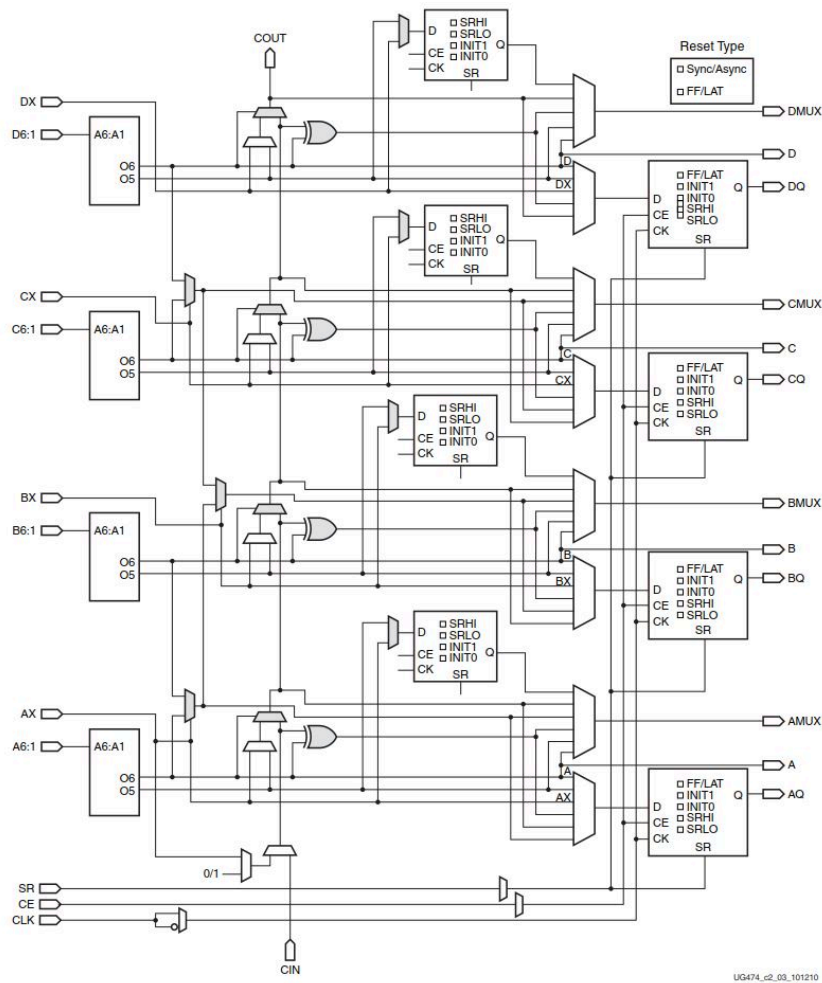 COUT
D
CE
CK
SRHI
SRLO
INIT1
INIT0
Q
SR
Reset Type
Sync/Async
FF/LAT
DX
D6:1
A6:A1
O6
O5
DMUX
D
D
DX
D
CE
CK
FF/LAT
INIT1
INIT0
SRHI
SRLO
Q
SR
DQ
D
CE
CK
SRHI
SRLO
INIT1
INIT0
Q
SR
CX
C6:1
A6:A1
O6
O5
CMUX
C
C
CX
D
CE
CK
FF/LAT
INIT1
INIT0
SRHI
SRLO
Q
SR
CQ
D
CE
CK
SRHI
SRLO
INIT1
INIT0
Q
SR
BX
B6:1
A6:A1
O6
O5
BMUX
B
B
BX
D
CE
CK
FF/LAT
INIT1
INIT0
SRHI
SRLO
Q
SR
BQ
D
CE
CK
SRHI
SRLO
INIT1
INIT0
Q
SR
AX
A6:1
A6:A1
O6
O5
AMUX
A
A
AX
D
CE
CK
FF/LAT
INIT1
INIT0
SRHI
SRLO
Q
SR
AQ
0/1
SR
CE
CLK
CIN
UG474_c2_03_101210